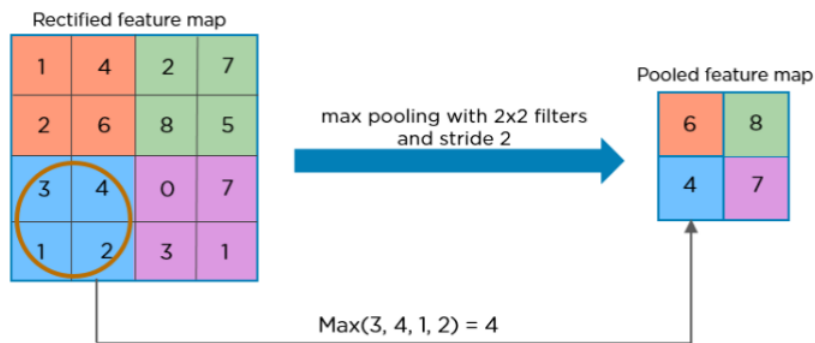 Rectified feature map
1 4 2 7
2 6 8 5
3 4 0 7
1 2 3 1
max pooling with 2x2 filters
and stride 2
Pooled feature map
6 8
4 7
Max(3, 4, 1, 2) = 4